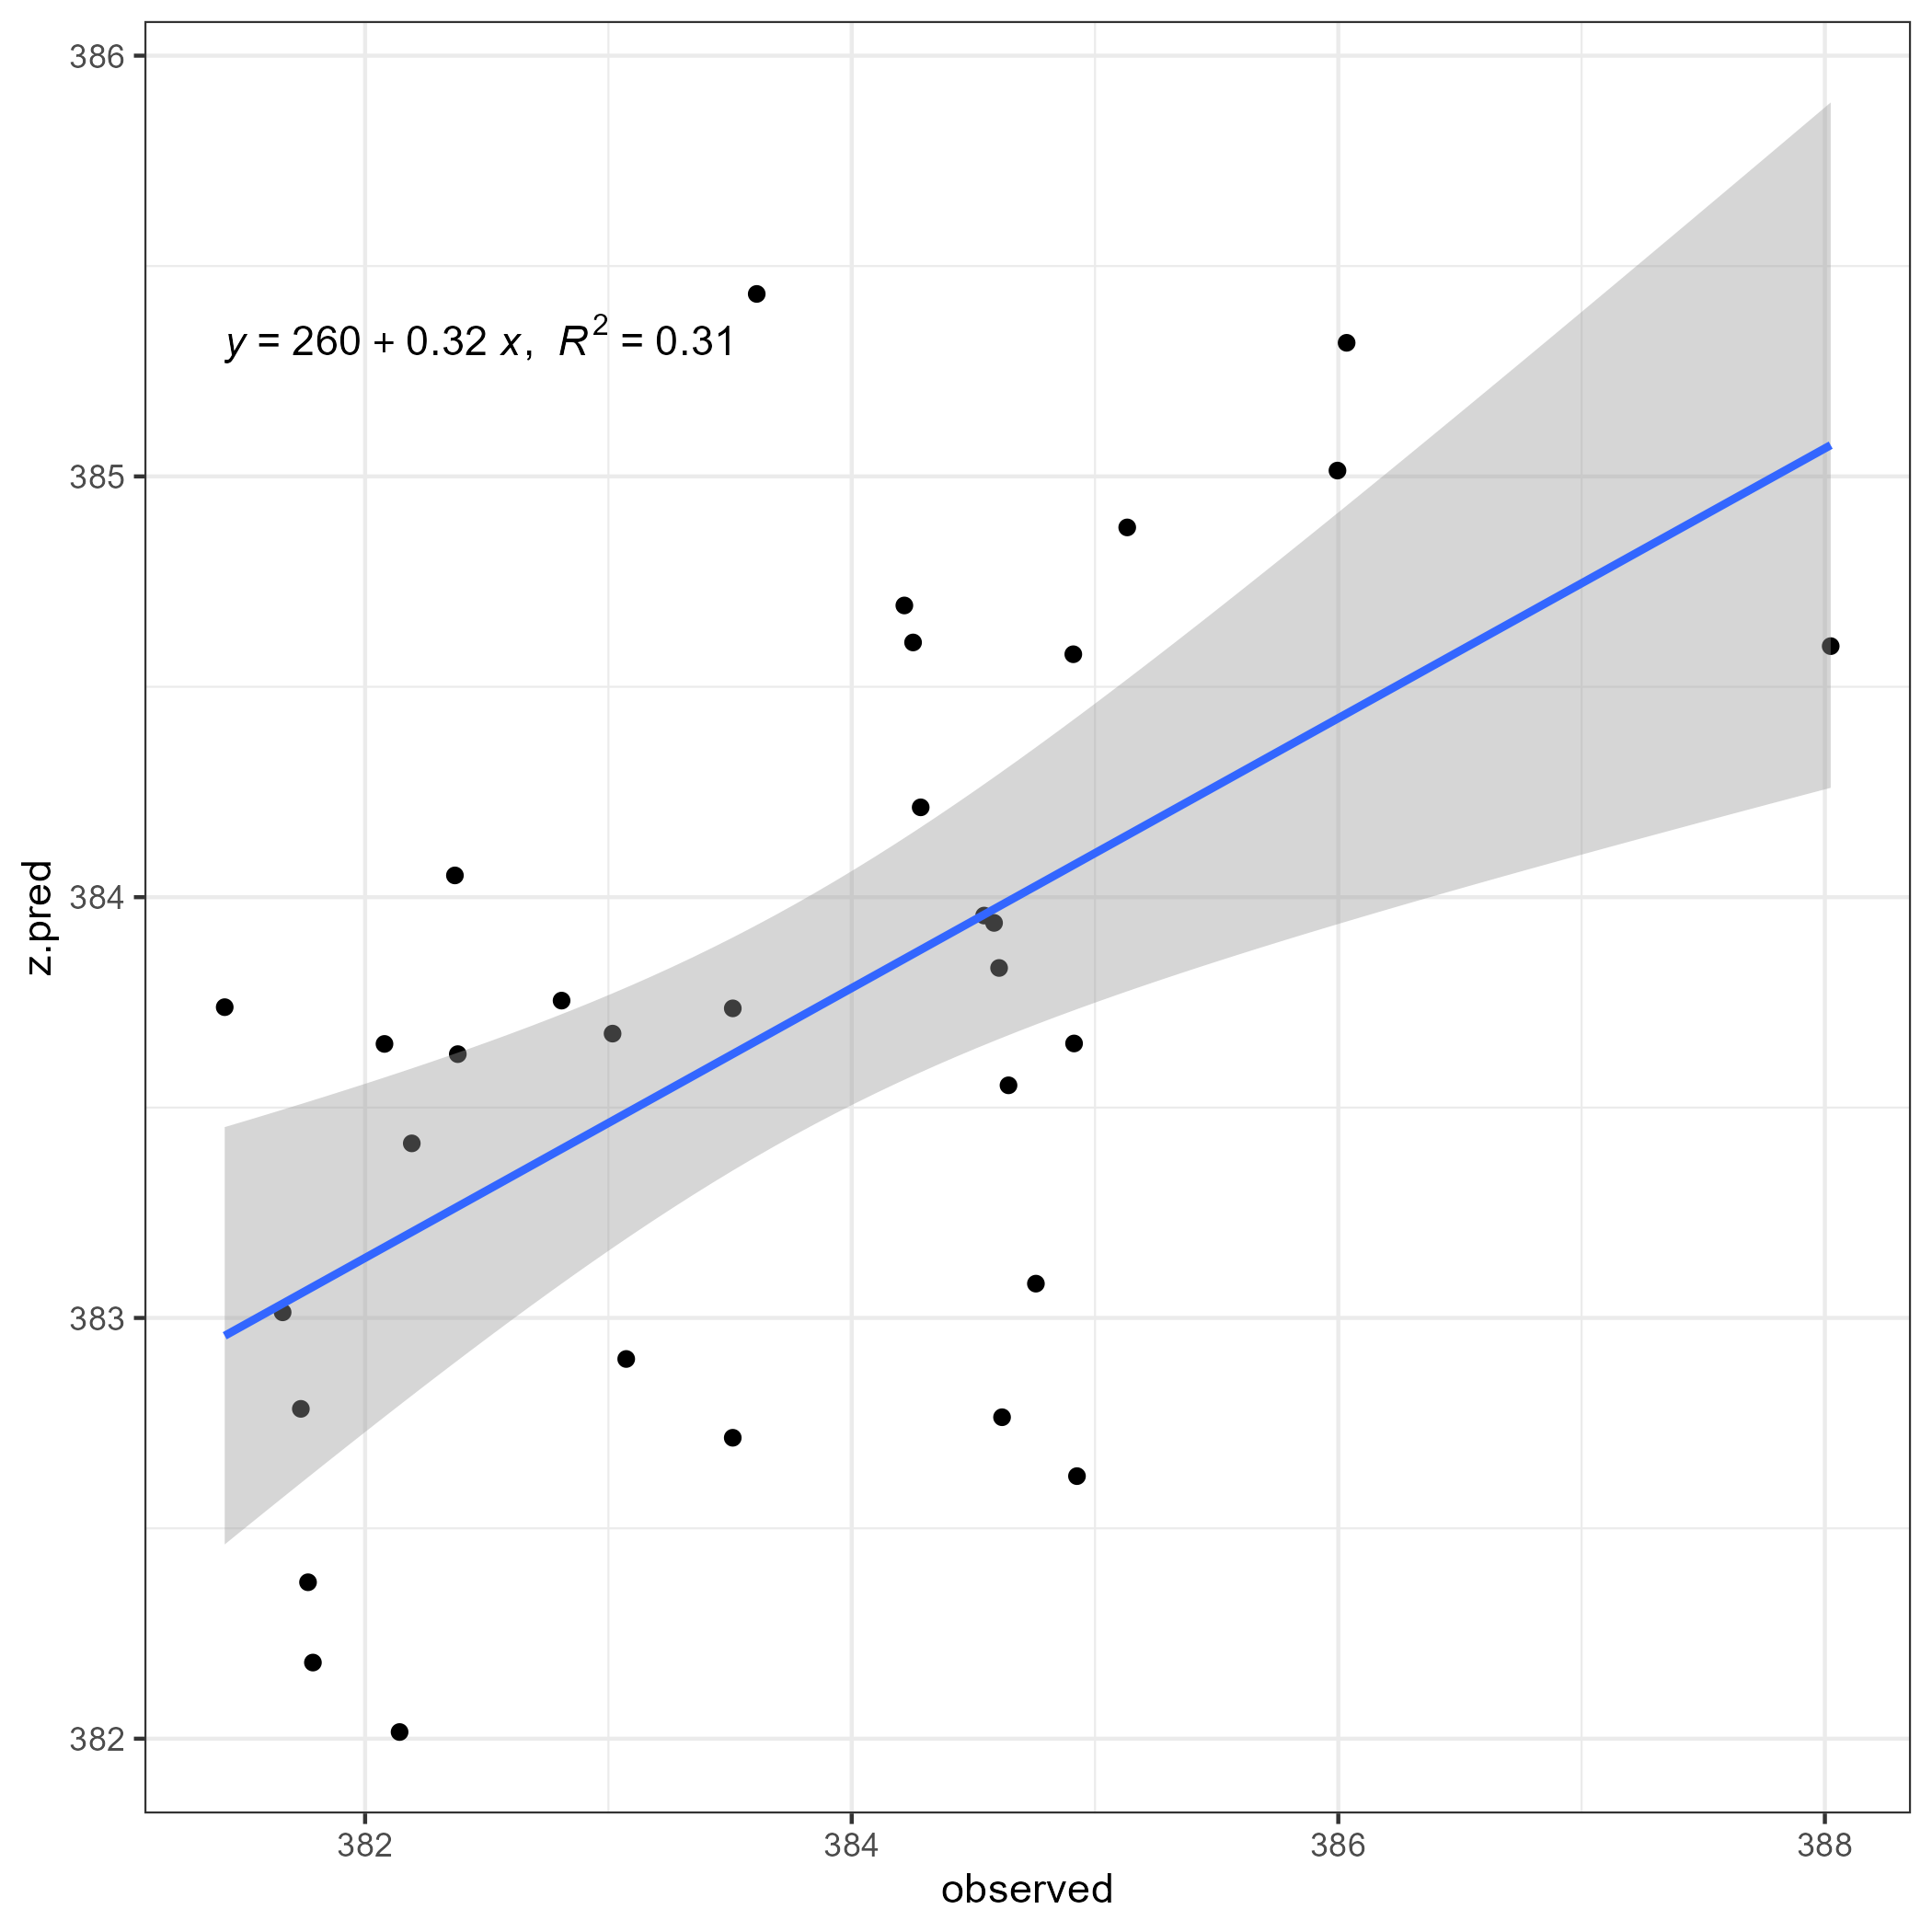 386
385
384
383
382
z.pred
y = 260 + 0.32 x,  R² = 0.31
382 384 386 388
observed